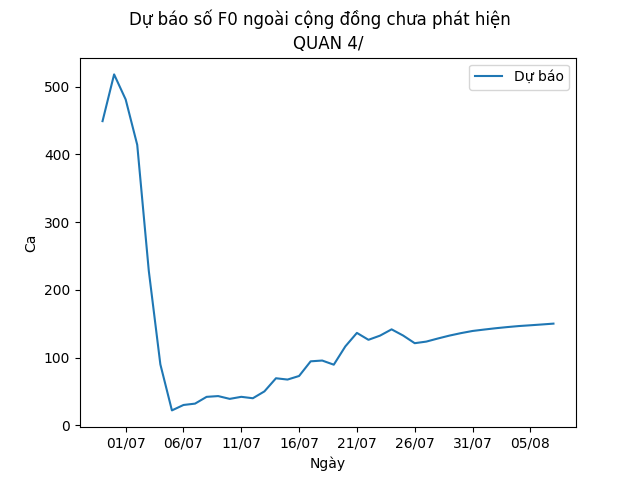 Dự báo số F0 ngoài cộng đồng chưa phát hiện
QUAN 4/
Dự báo
500
400
300
200
100
0
Ca
01/07 06/07 11/07 16/07 21/07 26/07 31/07 05/08
Ngày